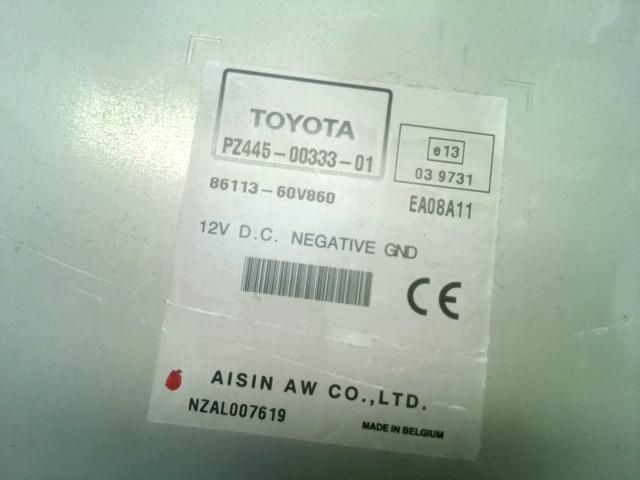 TOYOTA
PZ445-00333-01
e13
03 9731
86113-60V860
EA08A11
12V D.C. NEGATIVE GND
CE
AISIN AW CO.,LTD.
NZAL007619
MADE IN BELGIUM